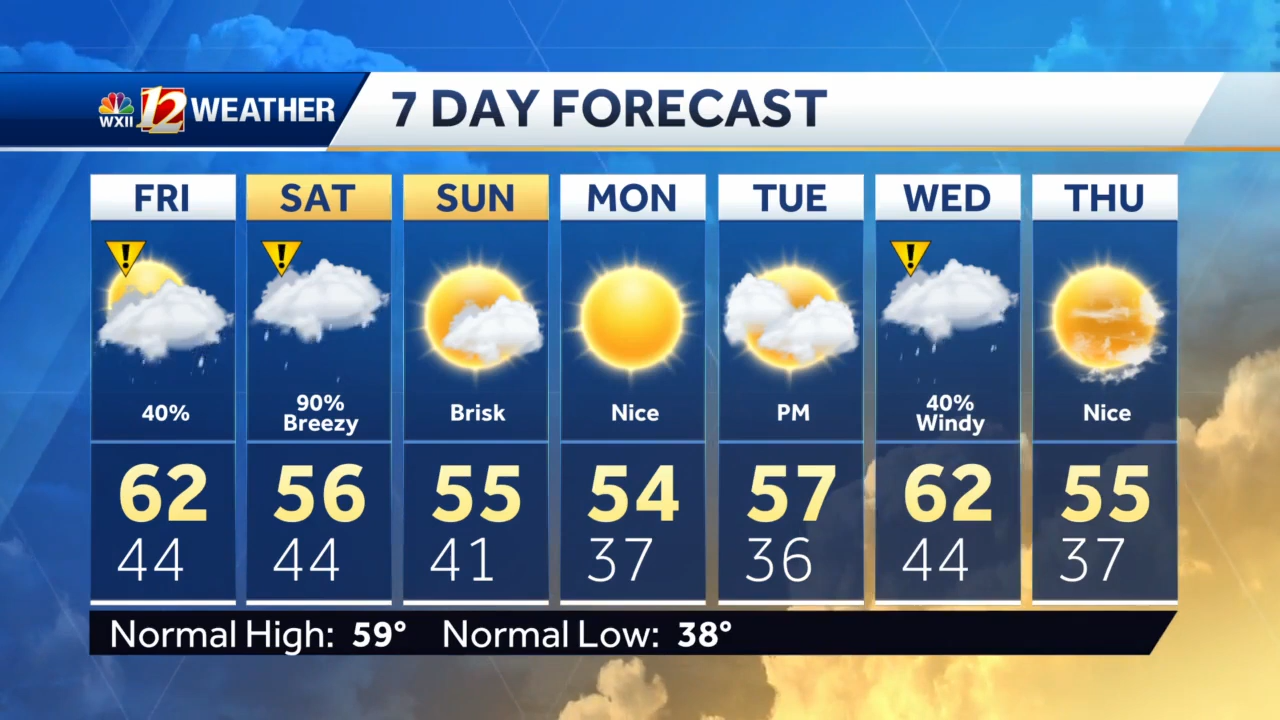 WXII 12 WEATHER
7 DAY FORECAST
FRI SAT SUN MON TUE WED THU
! ! !
40% 90% Breezy Brisk Nice PM 40% Windy Nice
62 56 55 54 57 62 55
44 44 41 37 36 44 37
Normal High: 59° Normal Low: 38°